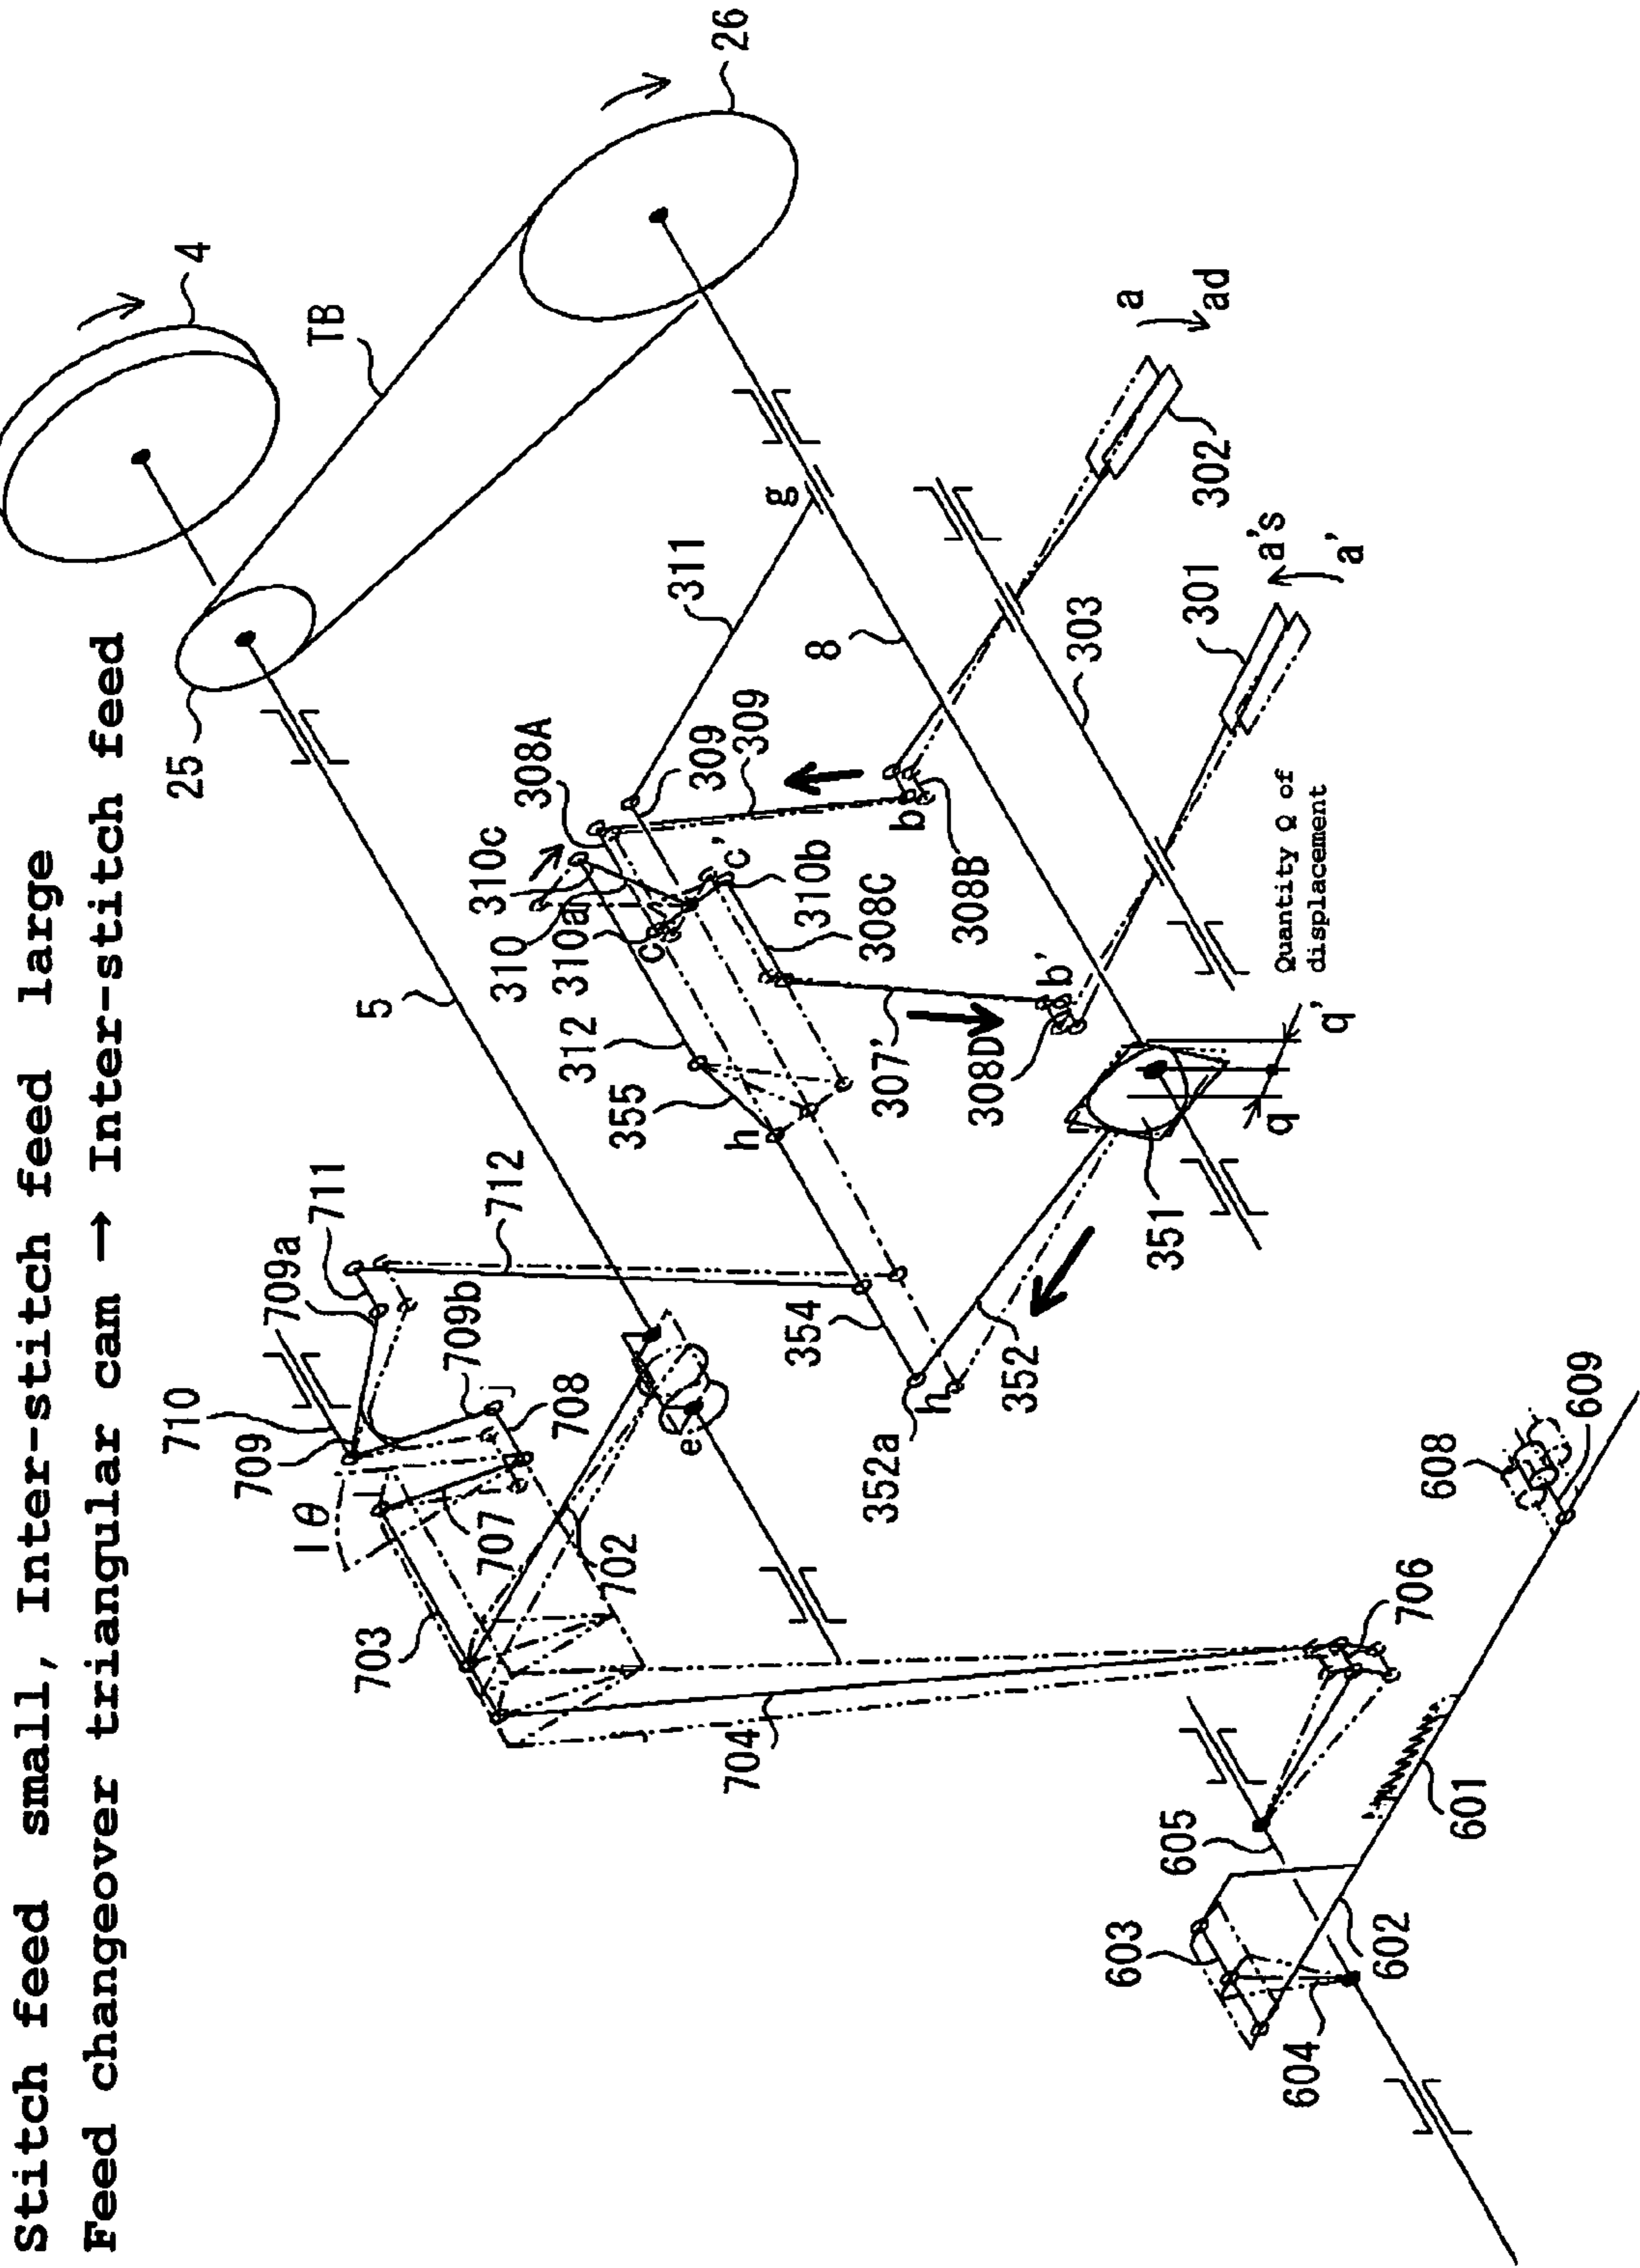 Stitch feed small, Inter-stitch feed large
Feed changeover triangular cam → Inter-stitch feed
4
26
25
TB
5
8
g
311
309
309
308A
310c
310
310a
c
c'
310b
308C
308B
b
312
355
h
307'
308D
b'
a
ad
302
a's
a'
301
303
Quantity Q of
displacement
q'
q
351
352
h
352a
354
712
711
709a
709b
710
709
j
708
707
l
θ
703
702
e
704
706
605
601
602
603
604
608
609